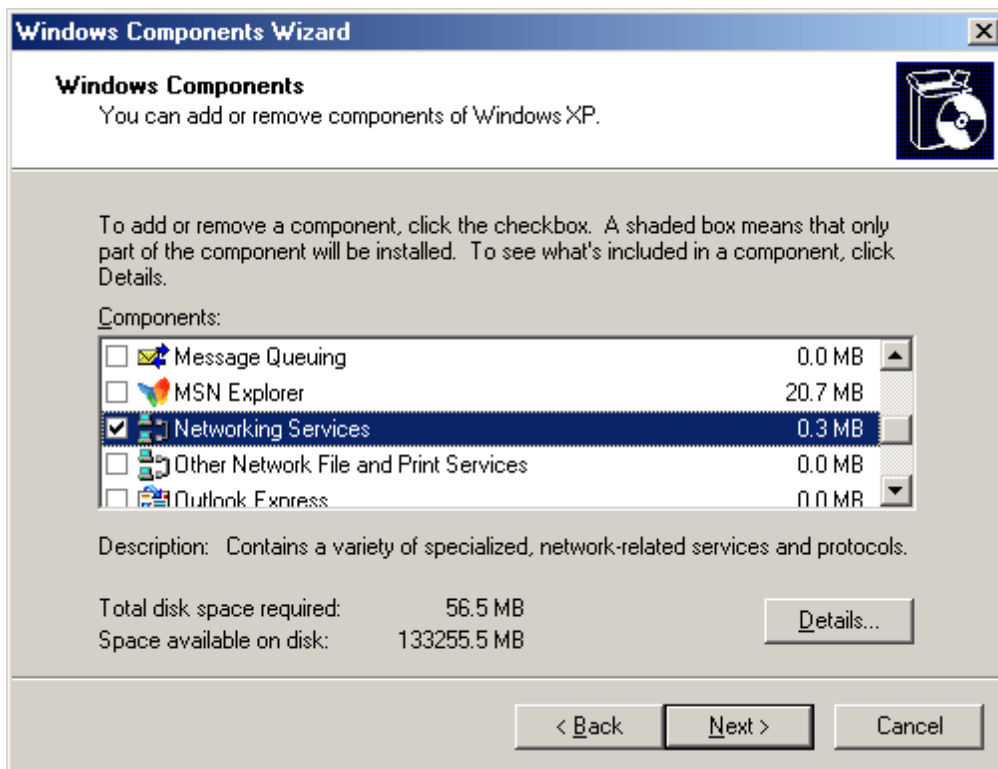 Windows Components Wizard
Windows Components
You can add or remove components of Windows XP.
To add or remove a component, click the checkbox. A shaded box means that only
part of the component will be installed. To see what's included in a component, click
Details.
Components:
Message Queuing 0.0 MB
MSN Explorer 20.7 MB
Networking Services 0.3 MB
Other Network File and Print Services 0.0 MB
Outlook Express 0.0 MB
Description: Contains a variety of specialized, network-related services and protocols.
Total disk space required: 56.5 MB
Space available on disk: 133255.5 MB
Details...
< Back Next > Cancel